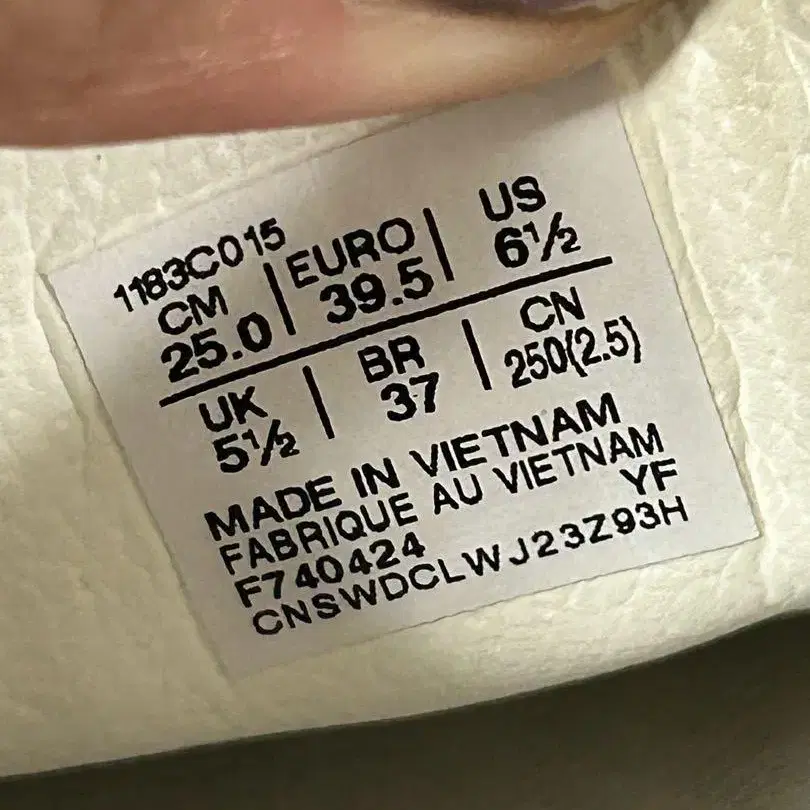 1183C015
CM | EURO | US
25.0 | 39.5 | 6½
UK | BR | CN
5½ | 37 | 250(2.5)
MADE IN VIETNAM
FABRIQUE AU VIETNAM
F740424 YF
CNSWDCLWJ23Z93H